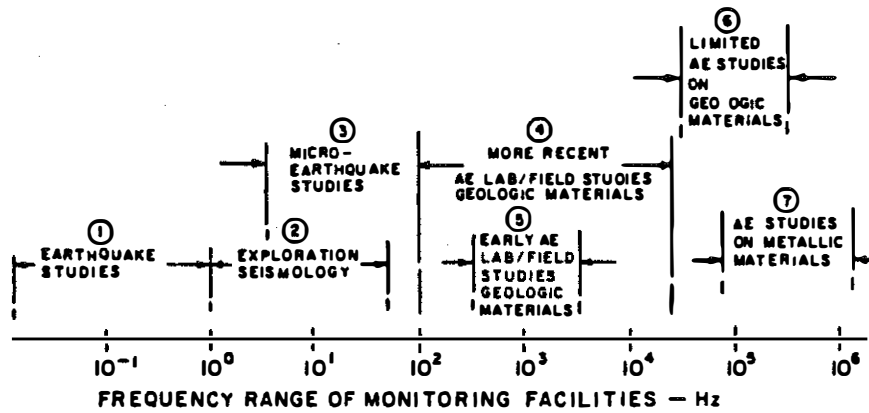 ⑥
LIMITED
AE STUDIES
ON
GEO OGIC
MATERIALS
③
MICRO-
EARTHQUAKE
STUDIES
④
MORE RECENT
AE LAB/FIELD STUDIES
GEOLOGIC MATERIALS
①
EARTHQUAKE
STUDIES
②
EXPLORATION
SEISMOLOGY
⑤
EARLY AE
LAB/FIELD
STUDIES
GEOLOGIC
MATERIALS
⑦
AE STUDIES
ON METALLIC
MATERIALS
10⁻¹ 10⁰ 10¹ 10² 10³ 10⁴ 10⁵ 10⁶
FREQUENCY RANGE OF MONITORING FACILITIES — Hz